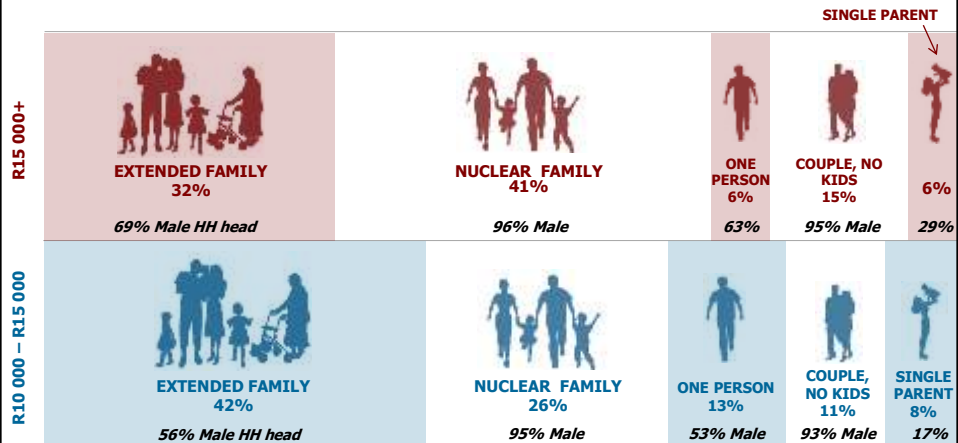 SINGLE PARENT
R15 000+
EXTENDED FAMILY
32%
69% Male HH head
NUCLEAR FAMILY
41%
96% Male
ONE
PERSON
6%
63%
COUPLE, NO
KIDS
15%
95% Male
6%
29%
R10 000 – R15 000
EXTENDED FAMILY
42%
56% Male HH head
NUCLEAR FAMILY
26%
95% Male
ONE PERSON
13%
53% Male
COUPLE,
NO KIDS
11%
93% Male
SINGLE
PARENT
8%
17%